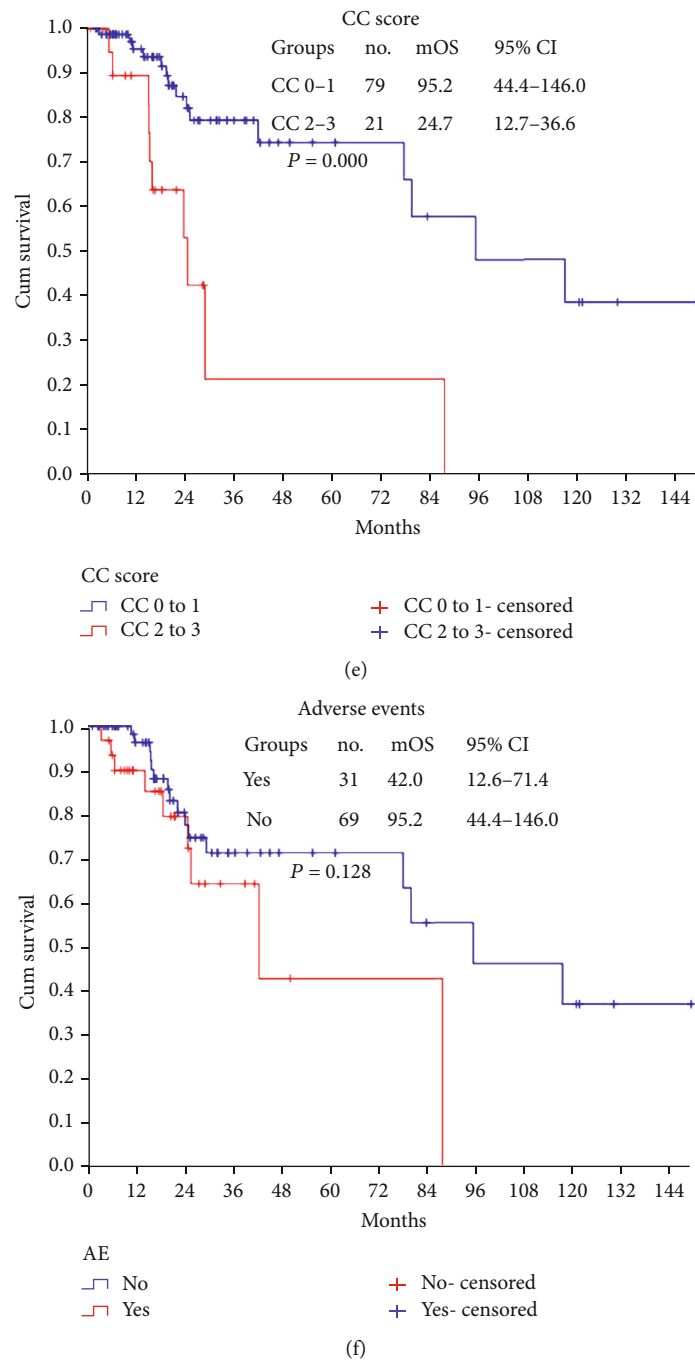 CC score
Groups no. mOS 95% CI
CC 0–1 79 95.2 44.4–146.0
CC 2–3 21 24.7 12.7–36.6
P = 0.000
Cum survival
1.0
0.9
0.8
0.7
0.6
0.5
0.4
0.3
0.2
0.1
0.0
0 12 24 36 48 60 72 84 96 108 120 132 144
Months
CC score
CC 0 to 1 CC 0 to 1- censored
CC 2 to 3 CC 2 to 3- censored
(e)
Adverse events
Groups no. mOS 95% CI
Yes 31 42.0 12.6–71.4
No 69 95.2 44.4–146.0
P = 0.128
Cum survival
1.0
0.9
0.8
0.7
0.6
0.5
0.4
0.3
0.2
0.1
0.0
0 12 24 36 48 60 72 84 96 108 120 132 144
Months
AE
No No- censored
Yes Yes- censored
(f)